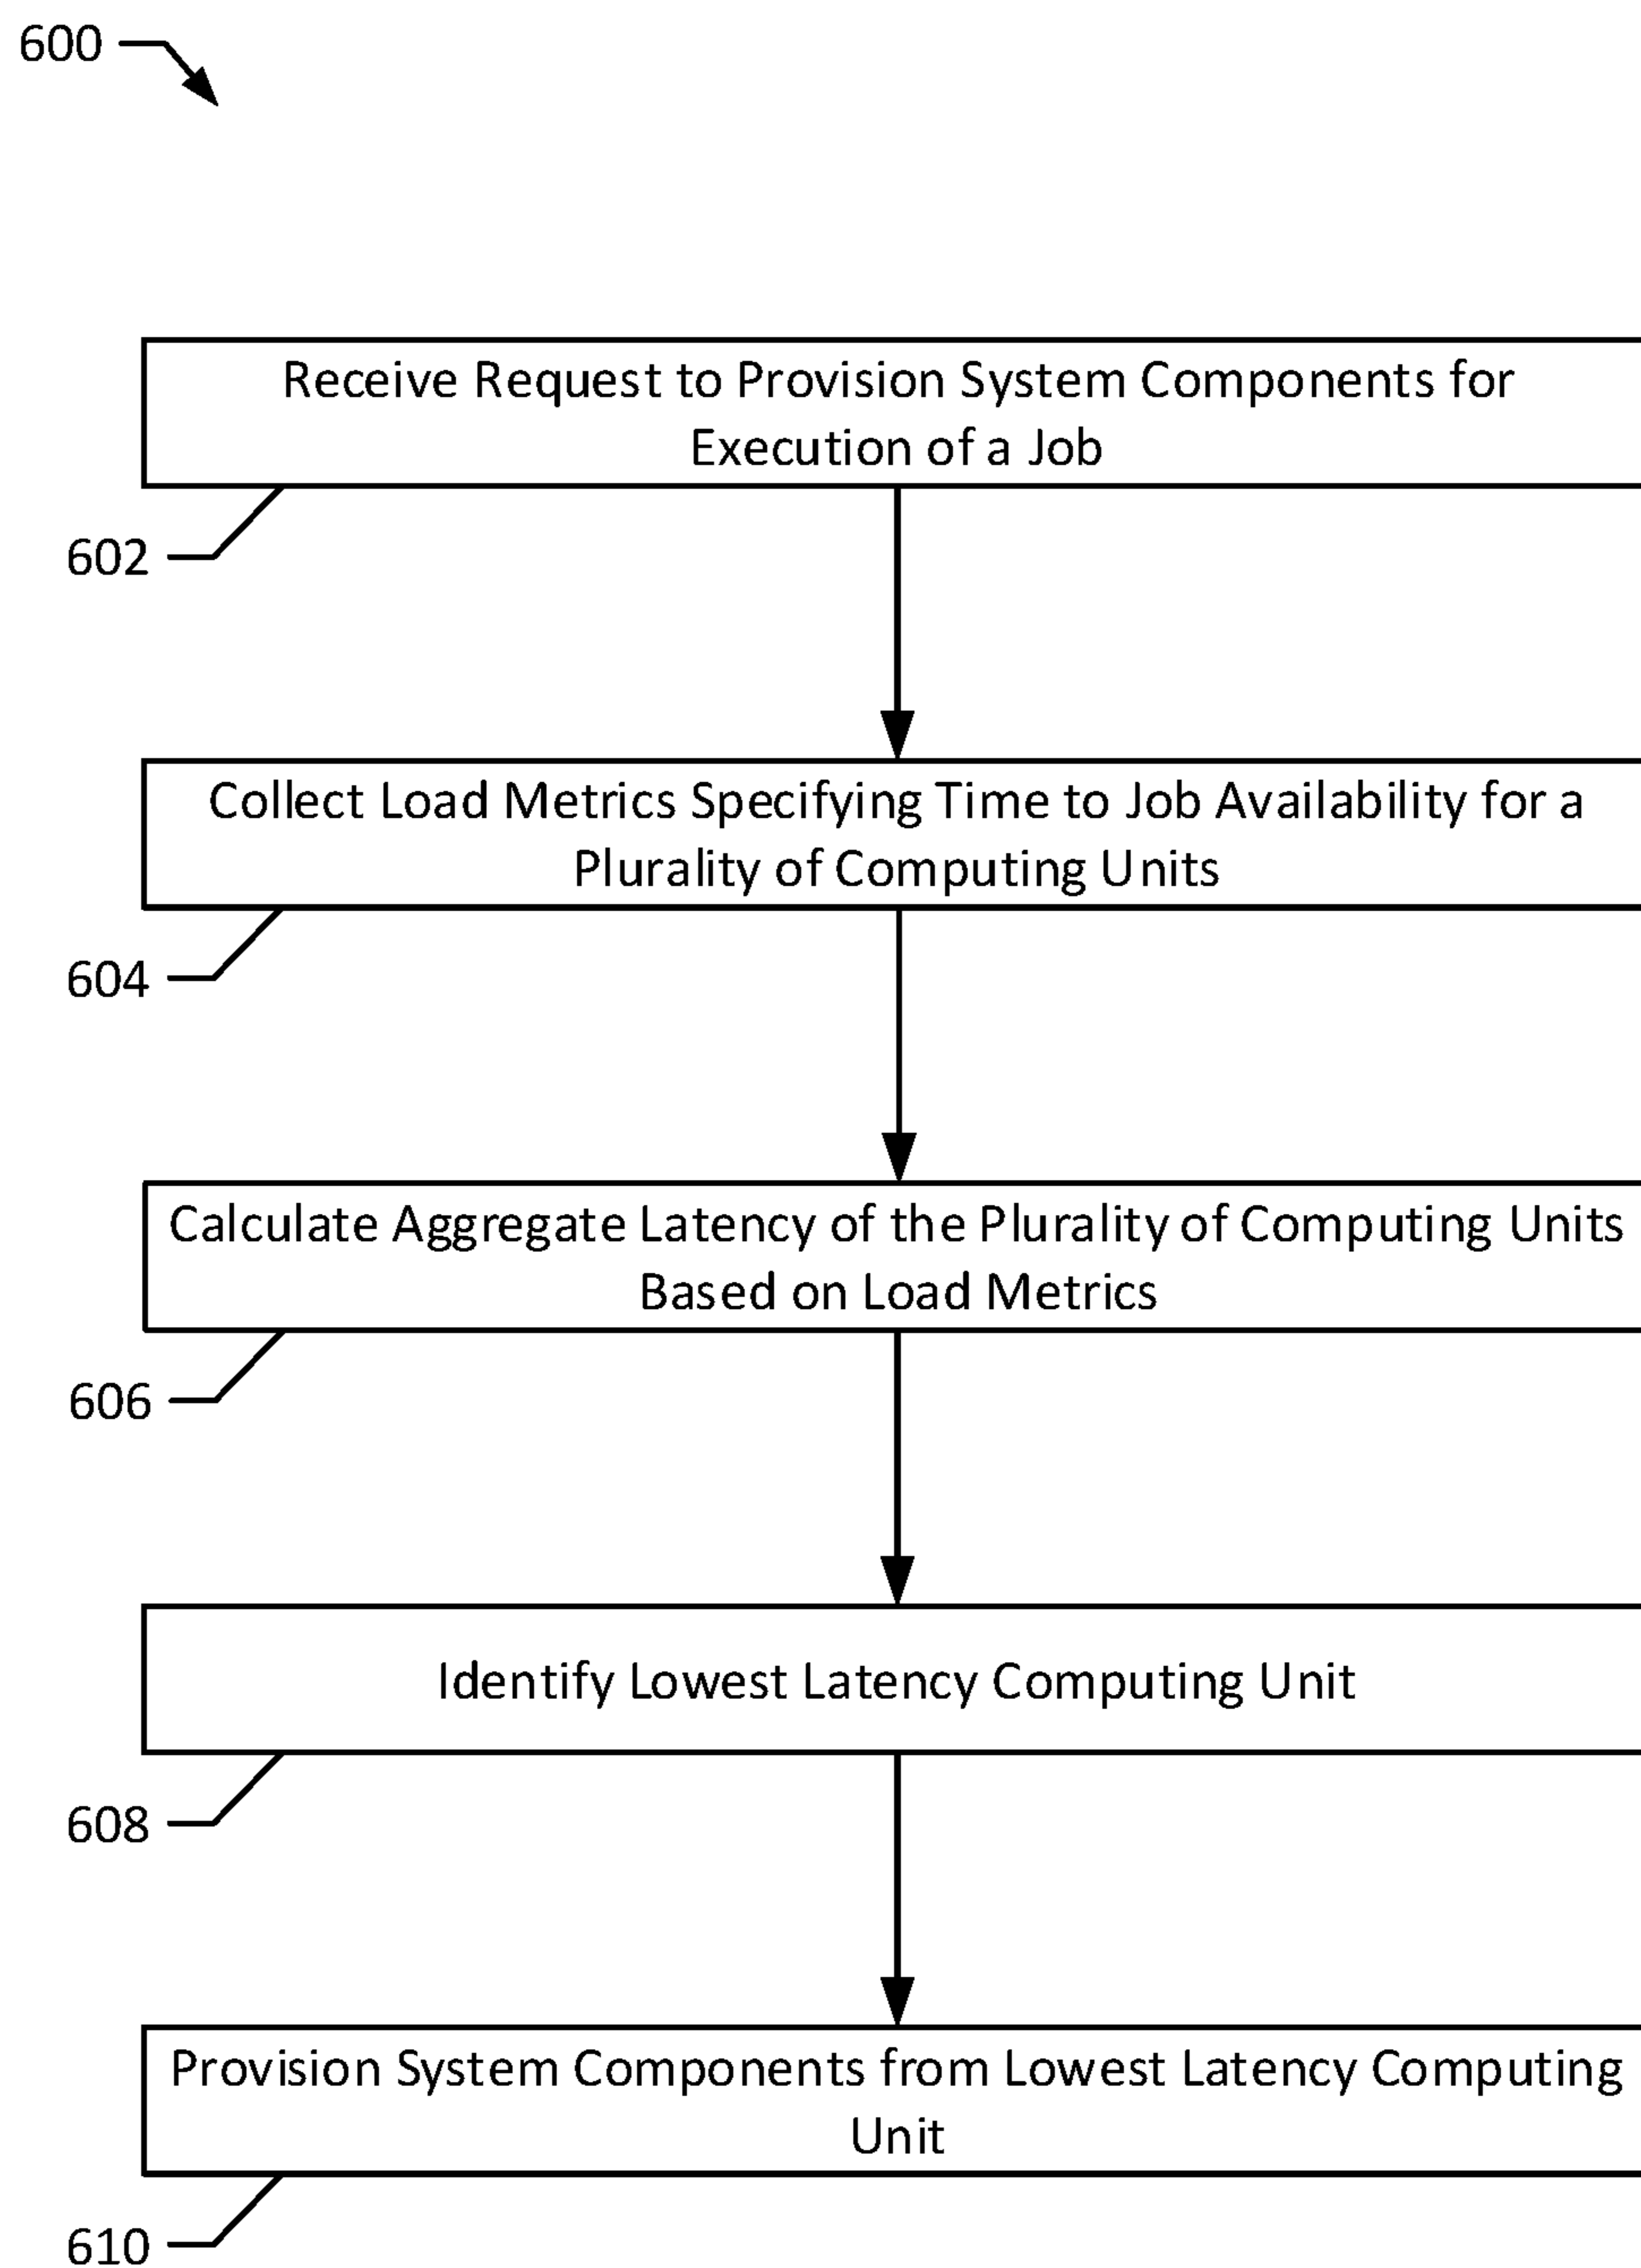 600
Receive Request to Provision System Components for
Execution of a Job
602
Collect Load Metrics Specifying Time to Job Availability for a
Plurality of Computing Units
604
Calculate Aggregate Latency of the Plurality of Computing Units
Based on Load Metrics
606
Identify Lowest Latency Computing Unit
608
Provision System Components from Lowest Latency Computing
Unit
610